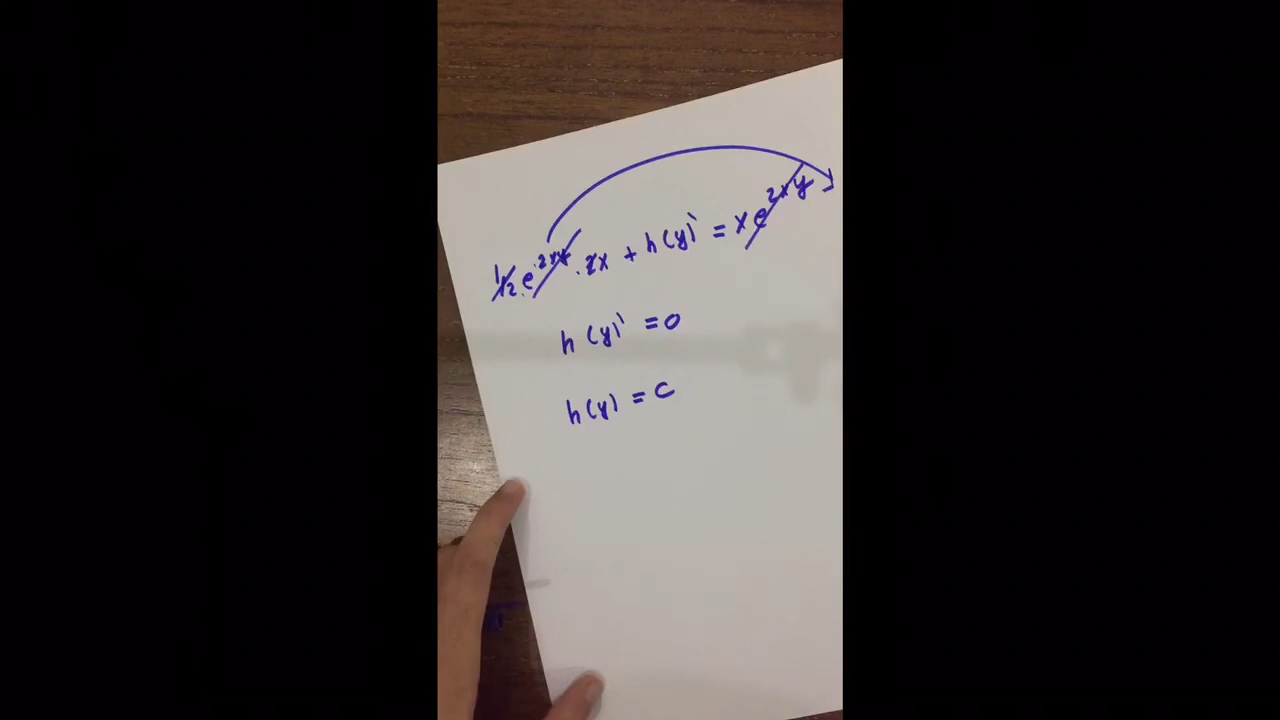 1/2 e^{2xy} . 2x + h(y)' = x e^{2xy}
h(y)' = 0
h(y) = c